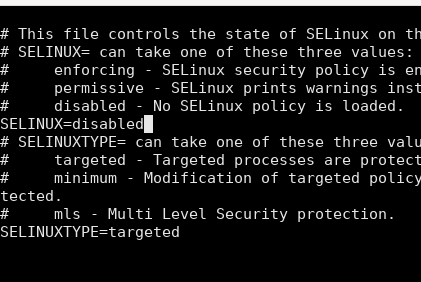 # This file controls the state of SELinux on th
# SELINUX= can take one of these three values:
#     enforcing - SELinux security policy is en
#     permissive - SELinux prints warnings inst
#     disabled - No SELinux policy is loaded.
SELINUX=disabled
# SELINUXTYPE= can take one of these three valu
#     targeted - Targeted processes are protect
#     minimum - Modification of targeted policy
tected.
#     mls - Multi Level Security protection.
SELINUXTYPE=targeted